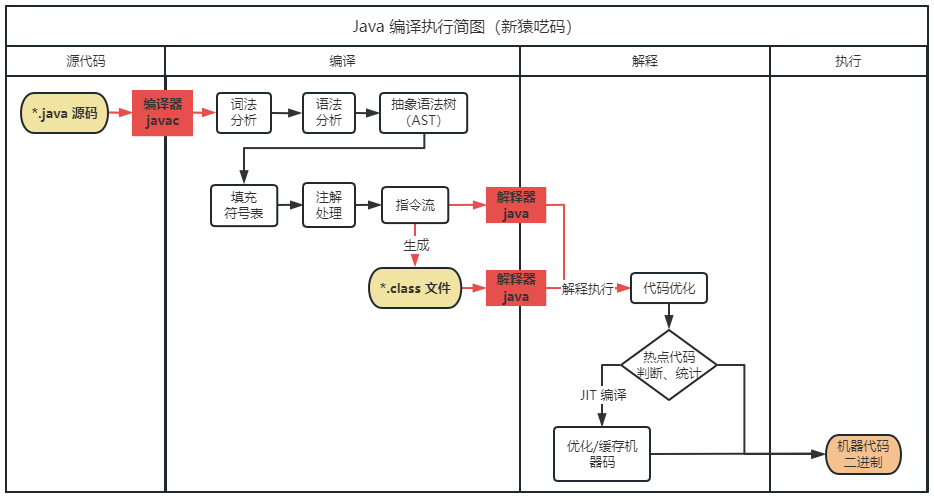 Java 编译执行简图（新猿呓码）
源代码
编译
解释
执行
*.java 源码
编译器
javac
词法
分析
语法
分析
抽象语法树
（AST）
填充
符号表
注解
处理
指令流
解释器
java
生成
*.class 文件
解释器
java
解释执行
代码优化
热点代码
判断、统计
JIT 编译
优化/缓存机
器码
机器代码
二进制